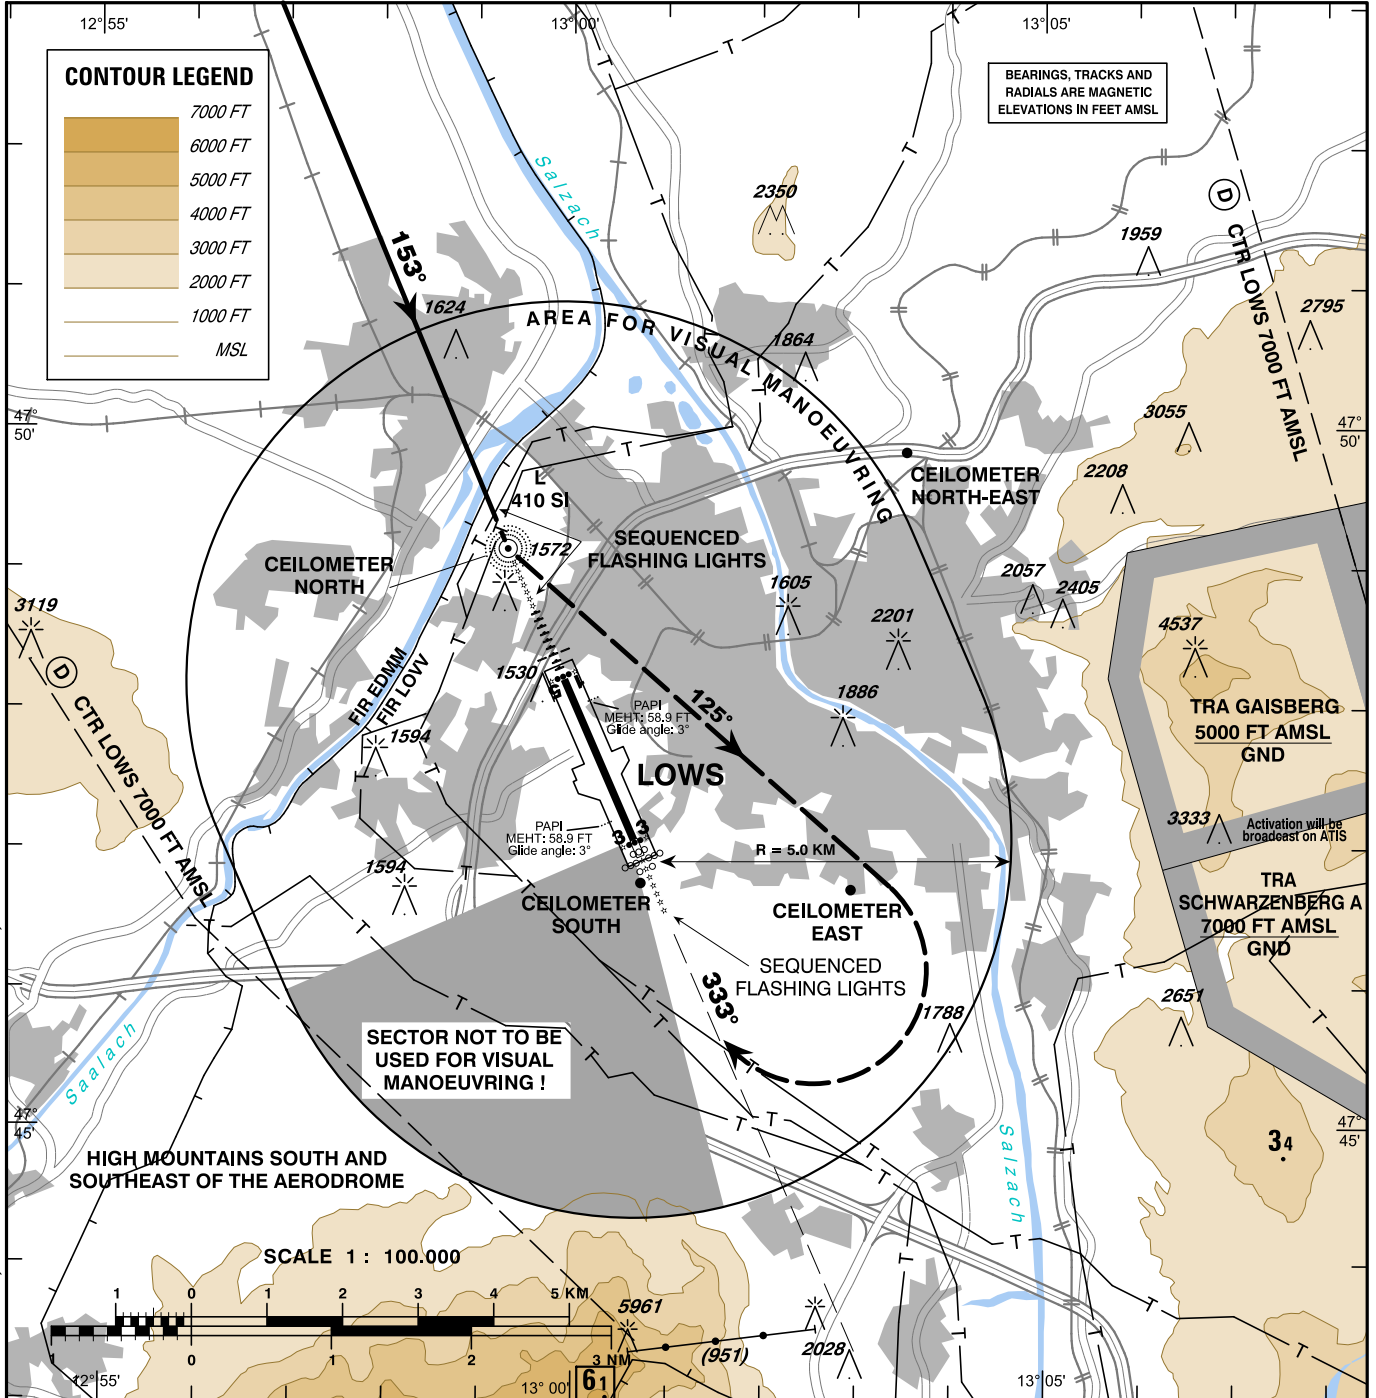 12°55'
13°00'
13°05'
CONTOUR LEGEND
7000 FT
6000 FT
5000 FT
4000 FT
3000 FT
2000 FT
1000 FT
MSL
BEARINGS, TRACKS AND
RADIALS ARE MAGNETIC
ELEVATIONS IN FEET AMSL
Salzach
2350
1959
D CTR LOWS 7000 FT AMSL
2795
153°
1624
AREA FOR VISUAL MANOEUVRING
1864
47°
50'
3055
47°
50'
2208
L
410 SI
CEILOMETER
NORTH-EAST
SEQUENCED
FLASHING LIGHTS
1572
CEILOMETER
NORTH
1605
2057
2405
3119
2201
4537
D CTR LOWS 7000 FT AMSL
FIR EDMM
FIR LOVV
1530
15
PAPI
MEHT: 58.9 FT
Glide angle: 3°
125°
1886
TRA GAISBERG
5000 FT AMSL
GND
1594
LOWS
PAPI
MEHT: 58.9 FT
Glide angle: 3°
33
3333
Activation will be
broadcast on ATIS
R = 5.0 KM
1594
TRA
SCHWARZENBERG A
7000 FT AMSL
GND
CEILOMETER
SOUTH
CEILOMETER
EAST
SEQUENCED
FLASHING LIGHTS
333°
1788
2651
SECTOR NOT TO BE
USED FOR VISUAL
MANOEUVRING !
Saalach
47°
45'
47°
45'
Salzach
34
HIGH MOUNTAINS SOUTH AND
SOUTHEAST OF THE AERODROME
SCALE 1 : 100.000
1 0 1 2 3 4 5 KM
1 0 1 2 3 NM
5961
(951)
2028
12°55'
13° 00'
61
13°05'